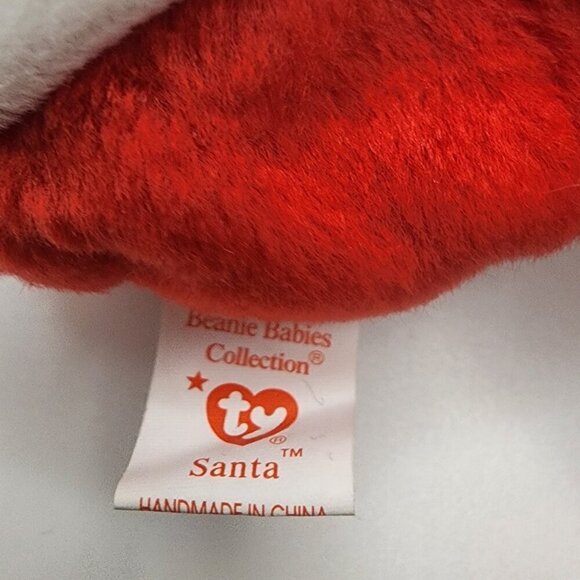 Beanie Babies
Collection®
ty®
Santa™
HANDMADE IN CHINA